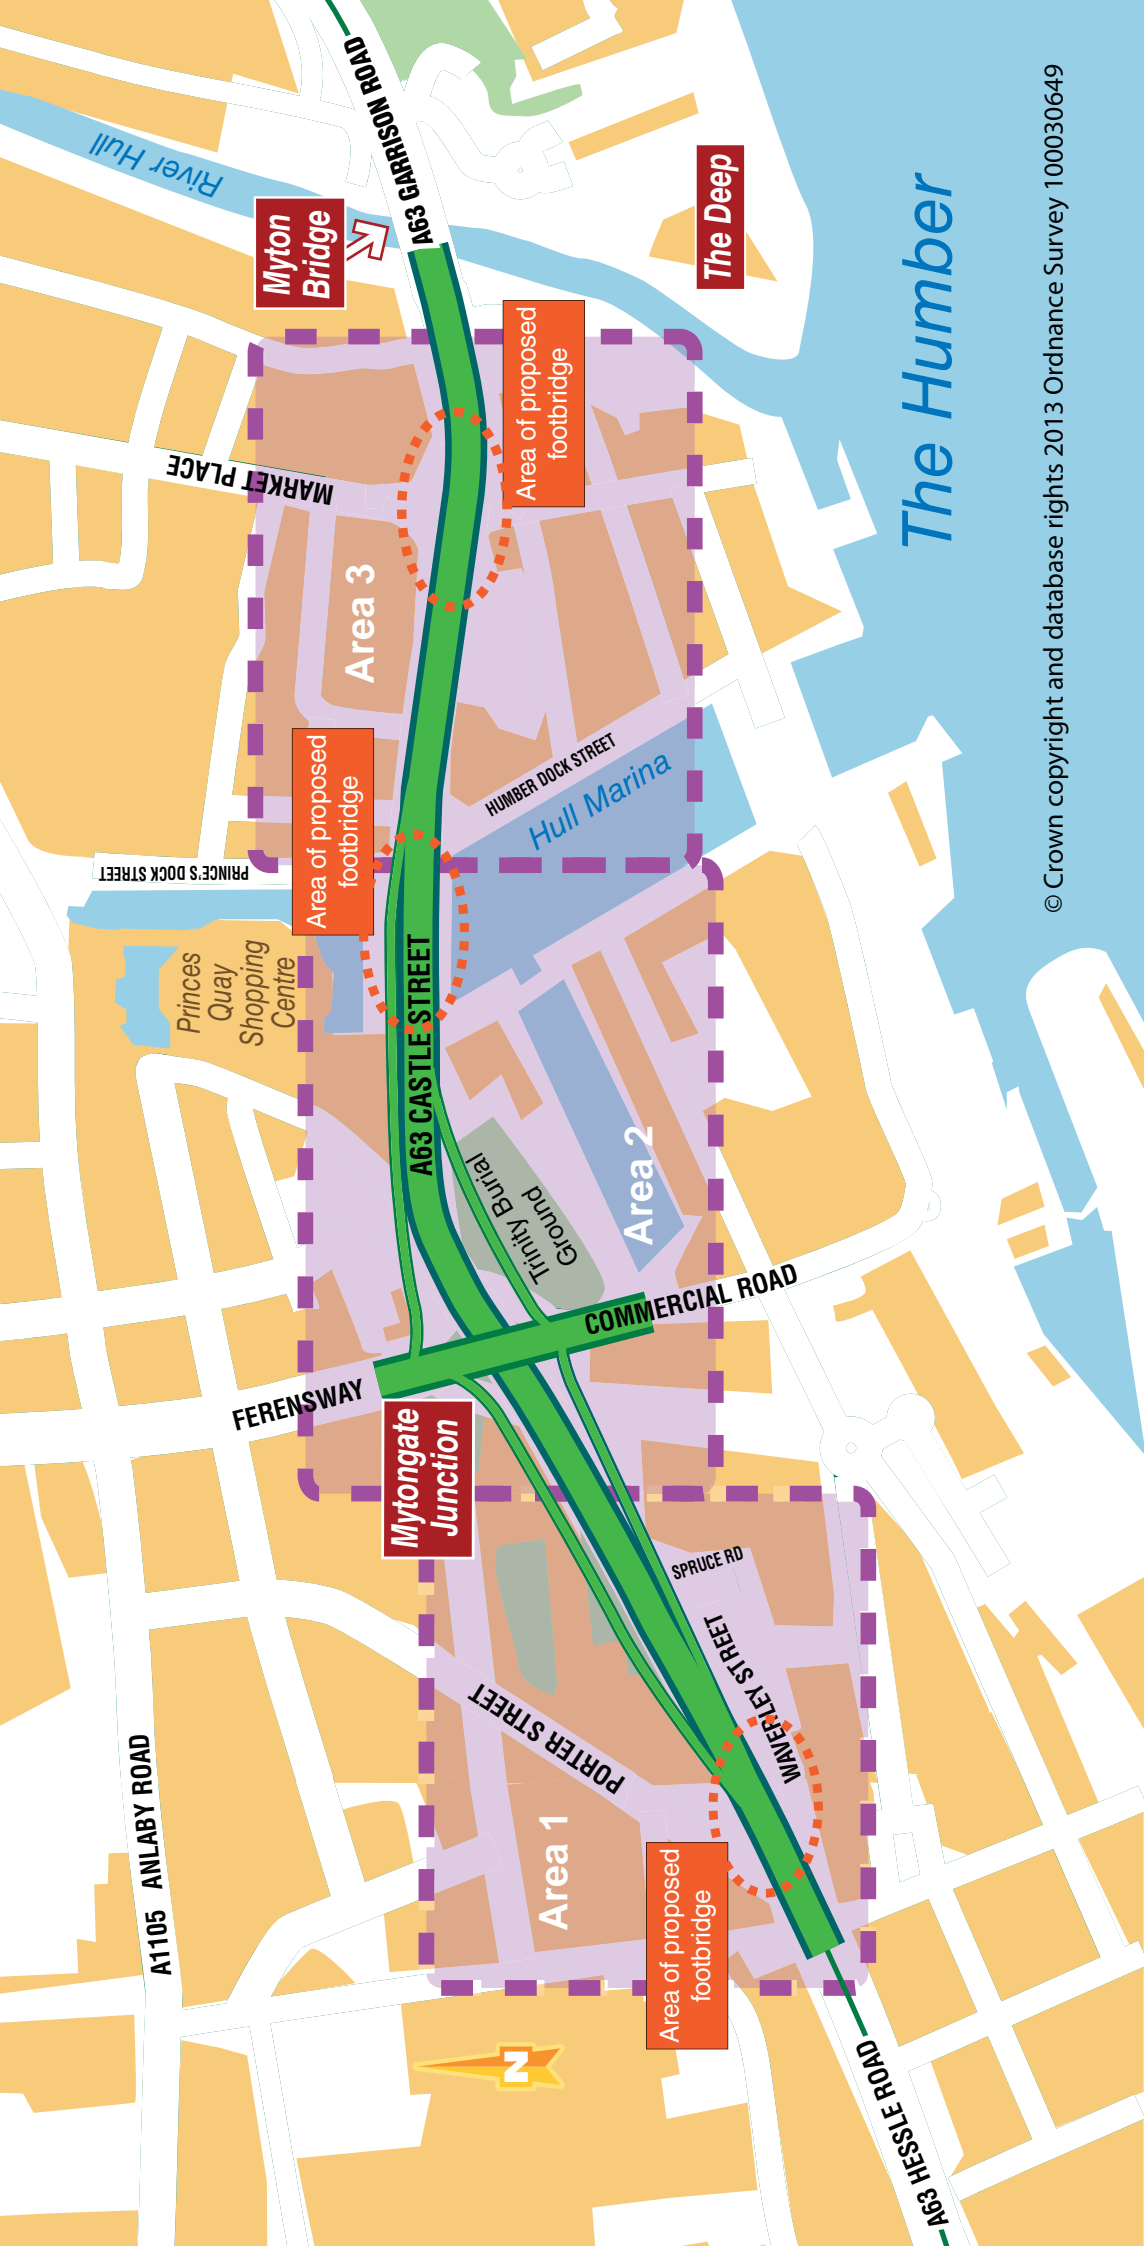 A1105 ANLABY ROAD
FERENSWAY
Princes
Quay
Shopping
Centre
PRINCE'S DOCK STREET
MARKET PLACE
River Hull
Myton
Bridge
A63 GARRISON ROAD
Area of proposed
footbridge
Area 3
Area of proposed
footbridge
The Deep
Mytongate
Junction
A63 CASTLE STREET
HUMBER DOCK STREET
Hull Marina
Trinity Burial
Ground
Area 2
COMMERCIAL ROAD
PORTER STREET
SPRUCE RD
WAVERLEY STREET
Area 1
Area of proposed
footbridge
N
A63 HESSLE ROAD
The Humber
© Crown copyright and database rights 2013 Ordnance Survey 100030649